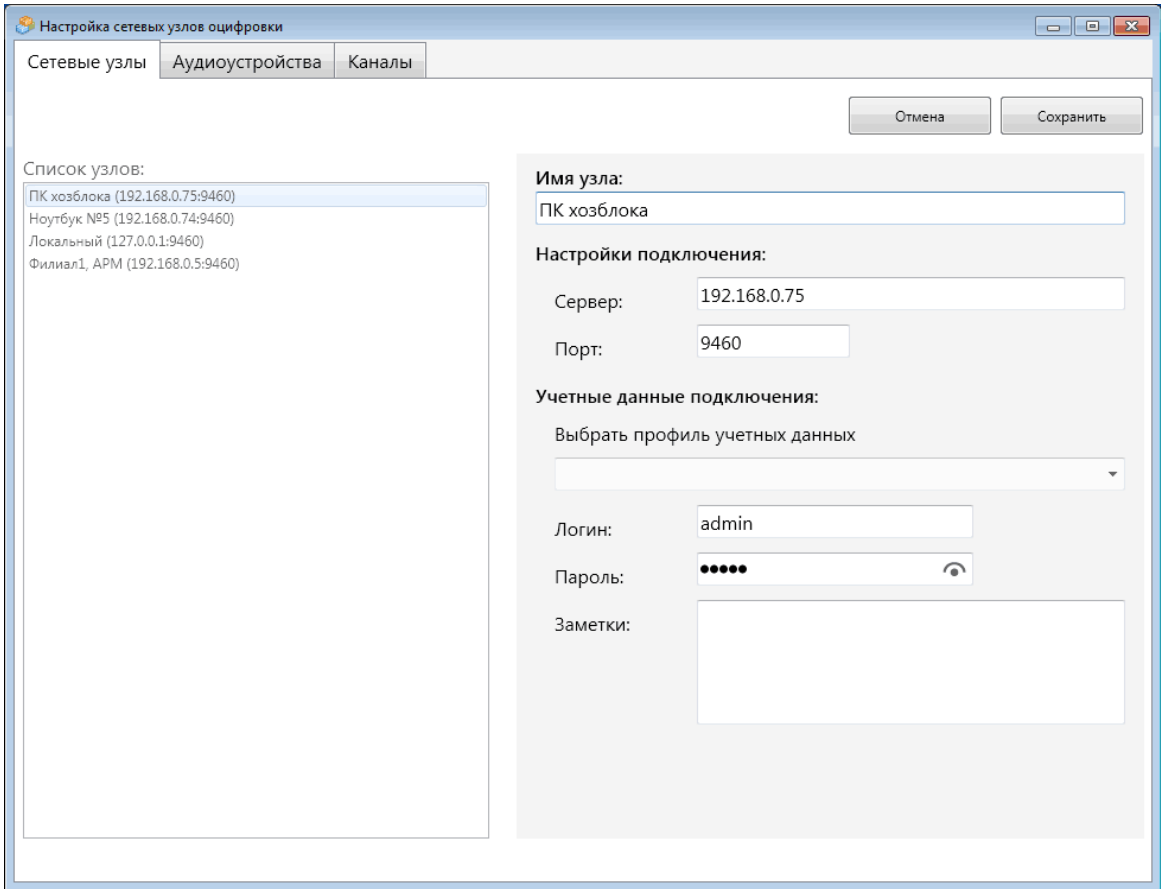 Настройка сетевых узлов оцифровки
Сетевые узлы Аудиоустройства Каналы
Отмена Сохранить
Список узлов:
ПК хозблока (192.168.0.75:9460)
Ноутбук №5 (192.168.0.74:9460)
Локальный (127.0.0.1:9460)
Филиал1, АРМ (192.168.0.5:9460)
Имя узла:
ПК хозблока
Настройки подключения:
Сервер: 192.168.0.75
Порт: 9460
Учетные данные подключения:
Выбрать профиль учетных данных
Логин: admin
Пароль: •••••
Заметки: